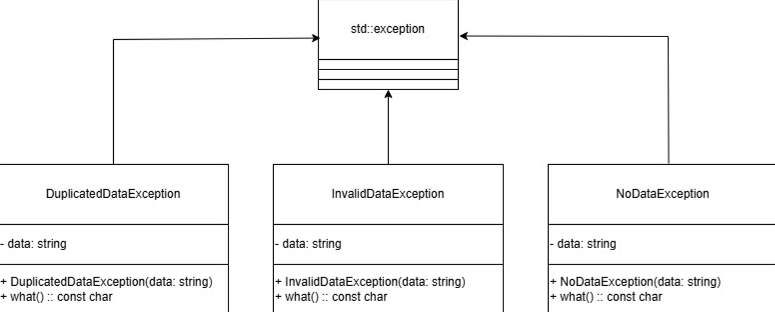 std::exception
DuplicatedDataException
- data: string
+ DuplicatedDataException(data: string)
+ what() :: const char
InvalidDataException
- data: string
+ InvalidDataException(data: string)
+ what() :: const char
NoDataException
- data: string
+ NoDataException(data: string)
+ what() :: const char